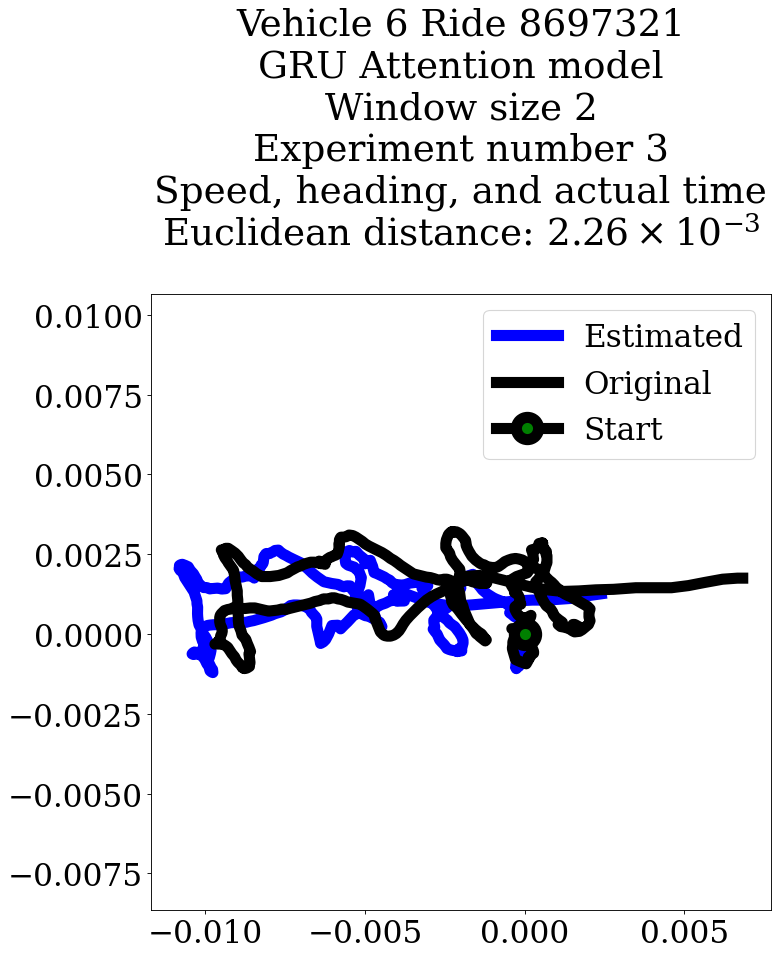 Vehicle 6 Ride 8697321
GRU Attention model
Window size 2
Experiment number 3
Speed, heading, and actual time
Euclidean distance: 2.26 × 10⁻³
Estimated
Original
Start
0.0100
0.0075
0.0050
0.0025
0.0000
−0.0025
−0.0050
−0.0075
−0.010 −0.005 0.000 0.005